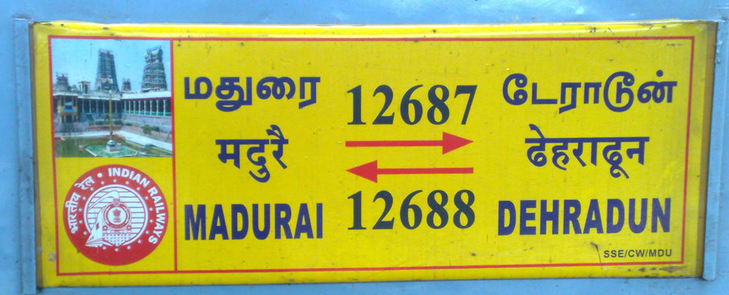 மதுரை
मदुरै
MADURAI
12687
12688
டேராடூன்
ढेहराढून
DEHRADUN
भारतीय रेल • INDIAN RAILWAYS
SSE/CW/MDU